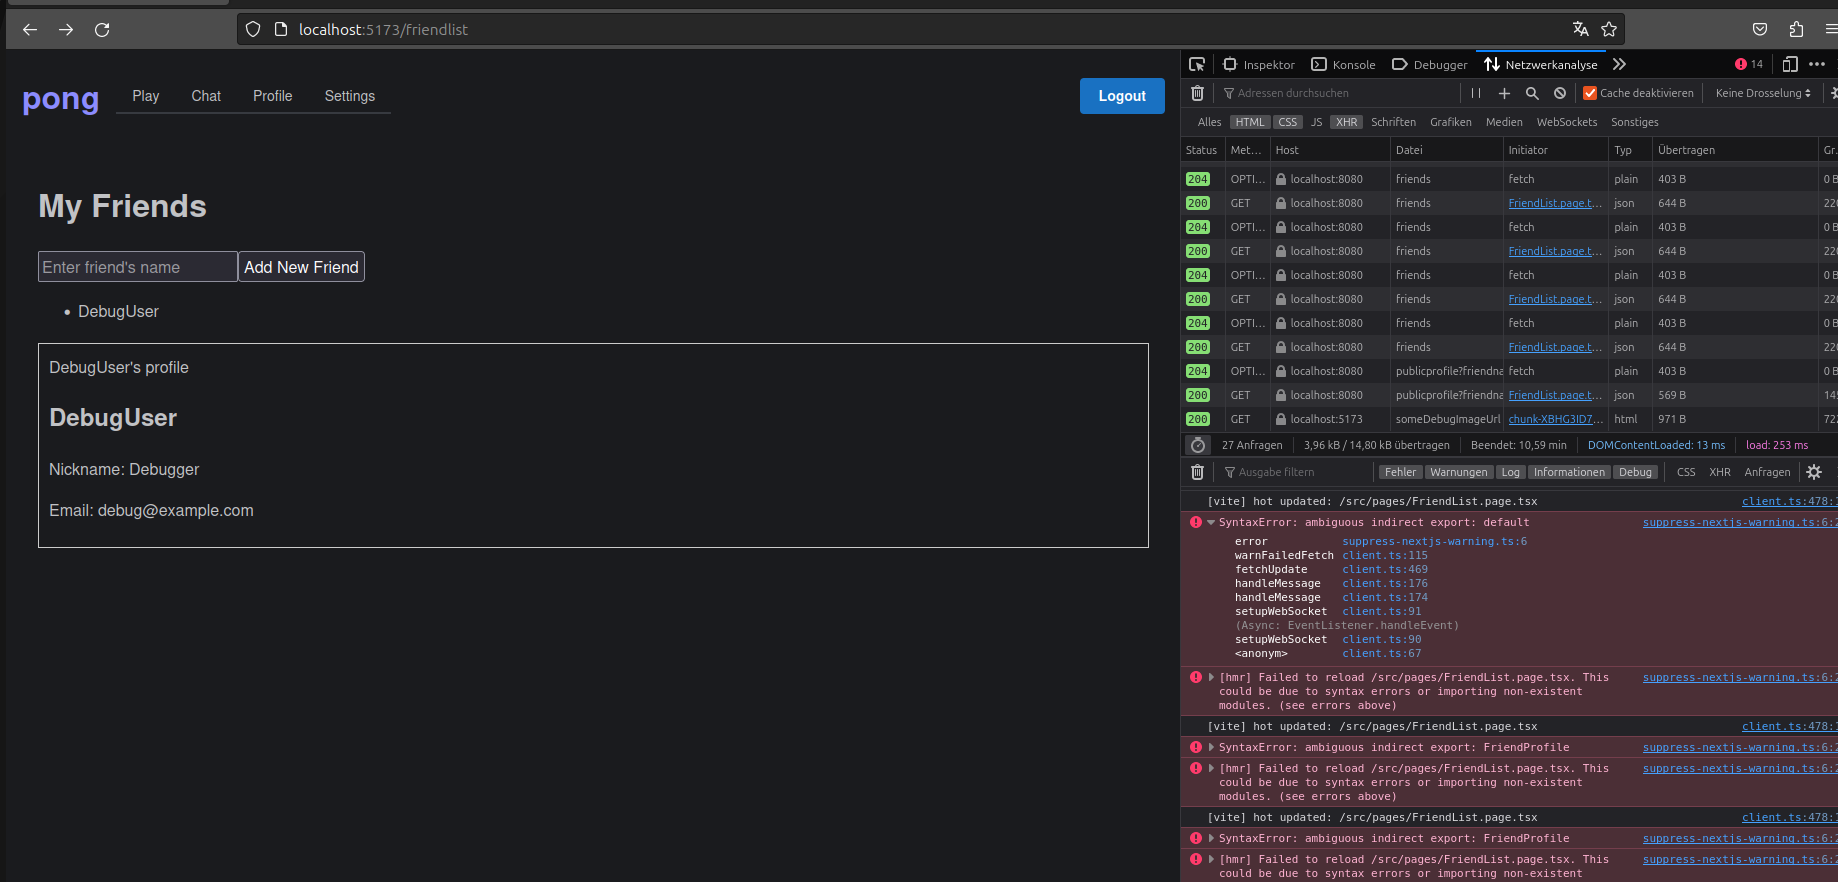 localhost:5173/friendlist
pong Play Chat Profile Settings Logout
My Friends
Enter friend's name Add New Friend
• DebugUser
DebugUser's profile
DebugUser
Nickname: Debugger
Email: debug@example.com
Inspektor Konsole Debugger Netzwerkanalyse 14
Adressen durchsuchen Cache deaktivieren Keine Drosselung
Alles HTML CSS JS XHR Schriften Grafiken Medien WebSockets Sonstiges
Status Met... Host Datei Initiator Typ Übertragen Gr.
204 OPTI... localhost:8080 friends fetch plain 403 B 0 B
200 GET localhost:8080 friends FriendList.page.t... json 644 B 220
204 OPTI... localhost:8080 friends fetch plain 403 B 0 B
200 GET localhost:8080 friends FriendList.page.t... json 644 B 220
204 OPTI... localhost:8080 friends fetch plain 403 B 0 B
200 GET localhost:8080 friends FriendList.page.t... json 644 B 220
204 OPTI... localhost:8080 friends fetch plain 403 B 0 B
200 GET localhost:8080 friends FriendList.page.t... json 644 B 220
204 OPTI... localhost:8080 publicprofile?friendna fetch plain 403 B 0 B
200 GET localhost:8080 publicprofile?friendna FriendList.page.t... json 569 B 145
200 GET localhost:5173 someDebugImageUrl chunk-XBHG3ID7... html 971 B 722
27 Anfragen 3,96 kB / 14,80 kB übertragen Beendet: 10,59 min DOMContentLoaded: 13 ms load: 253 ms
Ausgabe filtern Fehler Warnungen Log Informationen Debug CSS XHR Anfragen
[vite] hot updated: /src/pages/FriendList.page.tsx client.ts:478:1
SyntaxError: ambiguous indirect export: default suppress-nextjs-warning.ts:6:2
error suppress-nextjs-warning.ts:6
warnFailedFetch client.ts:115
fetchUpdate client.ts:469
handleMessage client.ts:176
handleMessage client.ts:174
setupWebSocket client.ts:91
(Async: EventListener.handleEvent)
setupWebSocket client.ts:90
<anonym> client.ts:67
[hmr] Failed to reload /src/pages/FriendList.page.tsx. This suppress-nextjs-warning.ts:6:2
could be due to syntax errors or importing non-existent
modules. (see errors above)
[vite] hot updated: /src/pages/FriendList.page.tsx client.ts:478:1
SyntaxError: ambiguous indirect export: FriendProfile suppress-nextjs-warning.ts:6:2
[hmr] Failed to reload /src/pages/FriendList.page.tsx. This suppress-nextjs-warning.ts:6:2
could be due to syntax errors or importing non-existent
modules. (see errors above)
[vite] hot updated: /src/pages/FriendList.page.tsx client.ts:478:1
SyntaxError: ambiguous indirect export: FriendProfile suppress-nextjs-warning.ts:6:2
[hmr] Failed to reload /src/pages/FriendList.page.tsx. This suppress-nextjs-warning.ts:6:2
could be due to syntax errors or importing non-existent